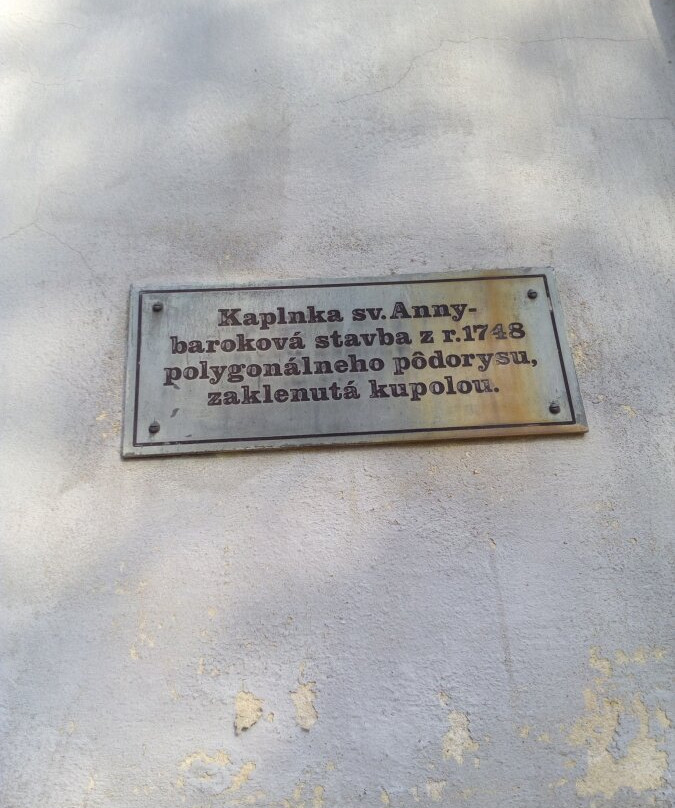 Kaplnka sv. Anny-
baroková stavba z r.1748
polygonálneho pôdorysu,
zaklenutá kupolou.